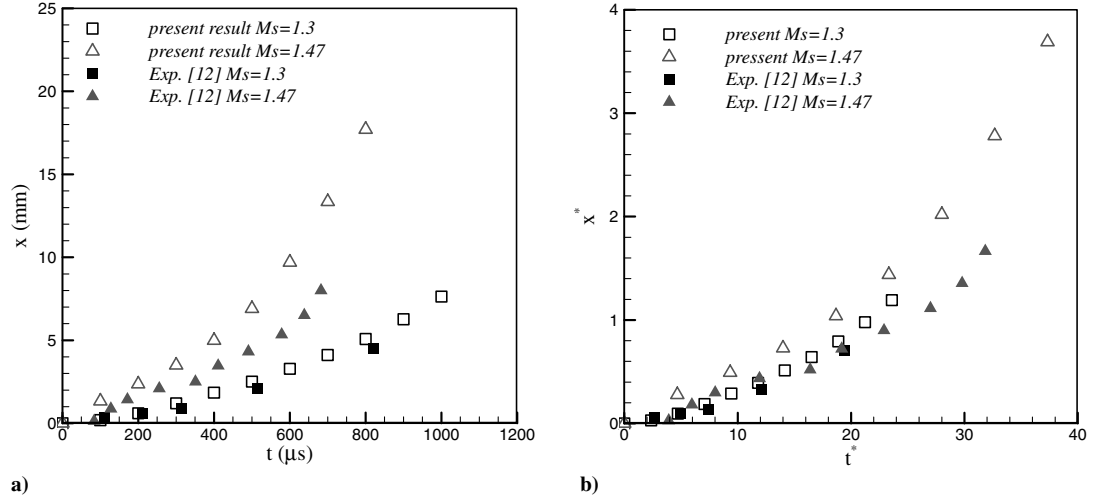 present result Ms=1.3
present result Ms=1.47
Exp. [12] Ms=1.3
Exp. [12] Ms=1.47
25
20
15
10
5
0
x (mm)
0 200 400 600 800 1000 1200
t (μs)
a)
present Ms=1.3
pressent Ms=1.47
Exp. [12] Ms=1.3
Exp. [12] Ms=1.47
4
3
2
1
0
x*
0 10 20 30 40
t*
b)